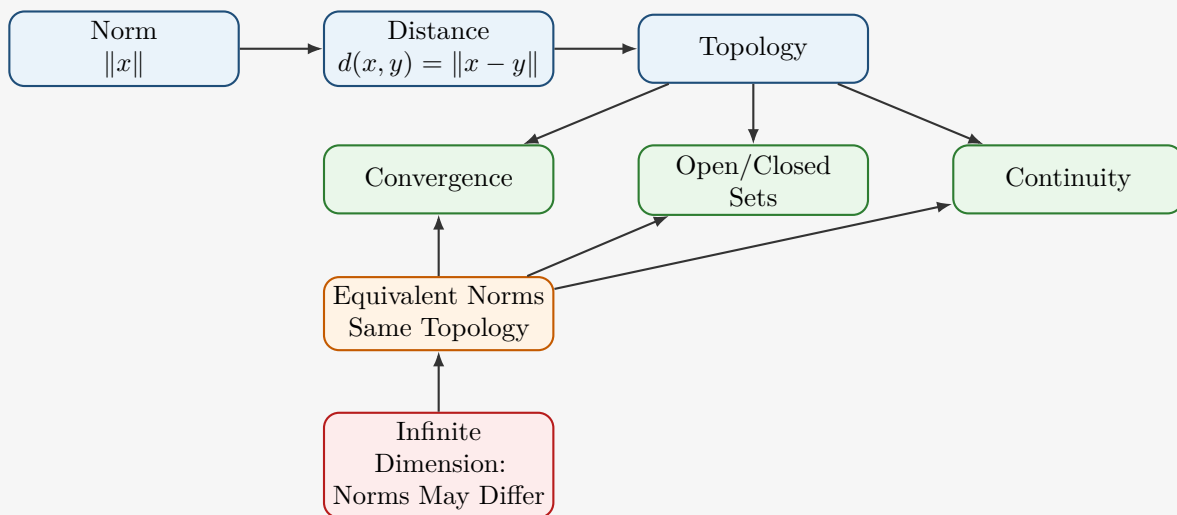 Norm
‖x‖
Distance
d(x, y) = ‖x − y‖
Topology
Convergence
Open/Closed
Sets
Continuity
Equivalent Norms
Same Topology
Infinite
Dimension:
Norms May Differ